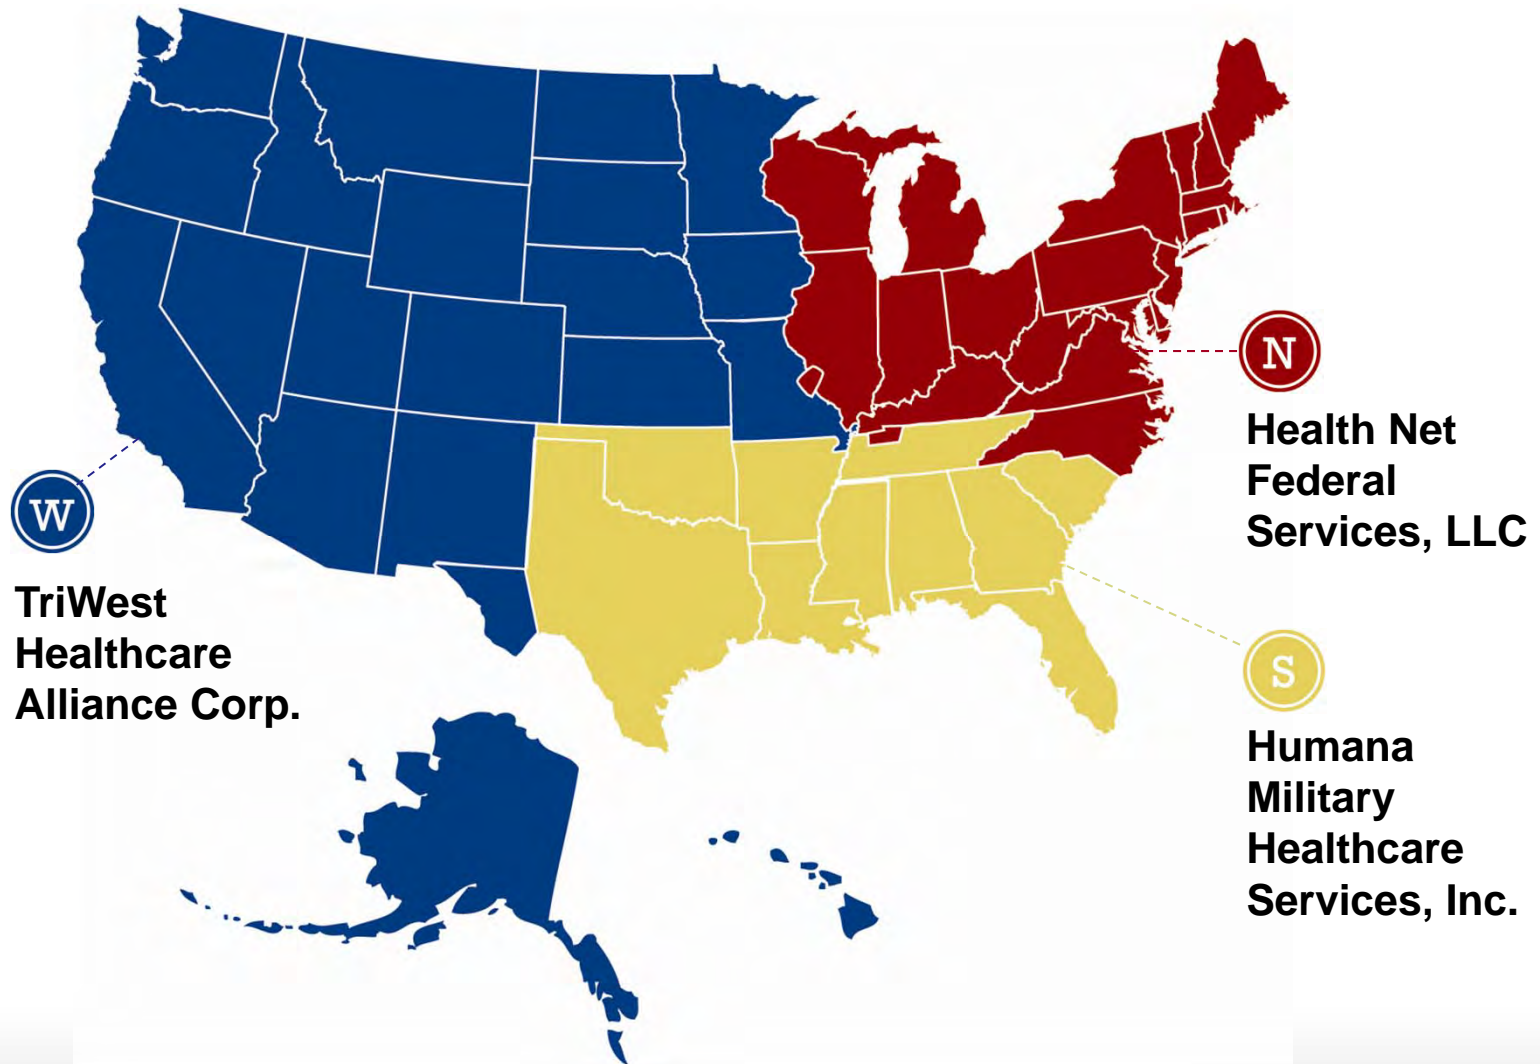 N
Health Net
Federal
Services, LLC
W
TriWest
Healthcare
Alliance Corp.
S
Humana
Military
Healthcare
Services, Inc.